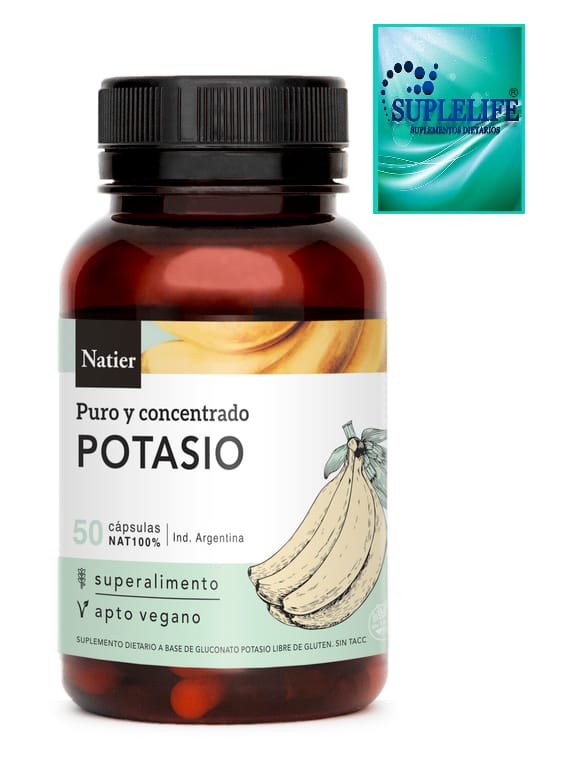 SUPLELIFE®
SUPLEMENTOS DIETARIOS
Natier
Puro y concentrado
POTASIO
50 cápsulas
NAT100%
Ind. Argentina
superalimento
apto vegano
SUPLEMENTO DIETARIO A BASE DE GLUCONATO POTASIO LIBRE DE GLUTEN. SIN TACC